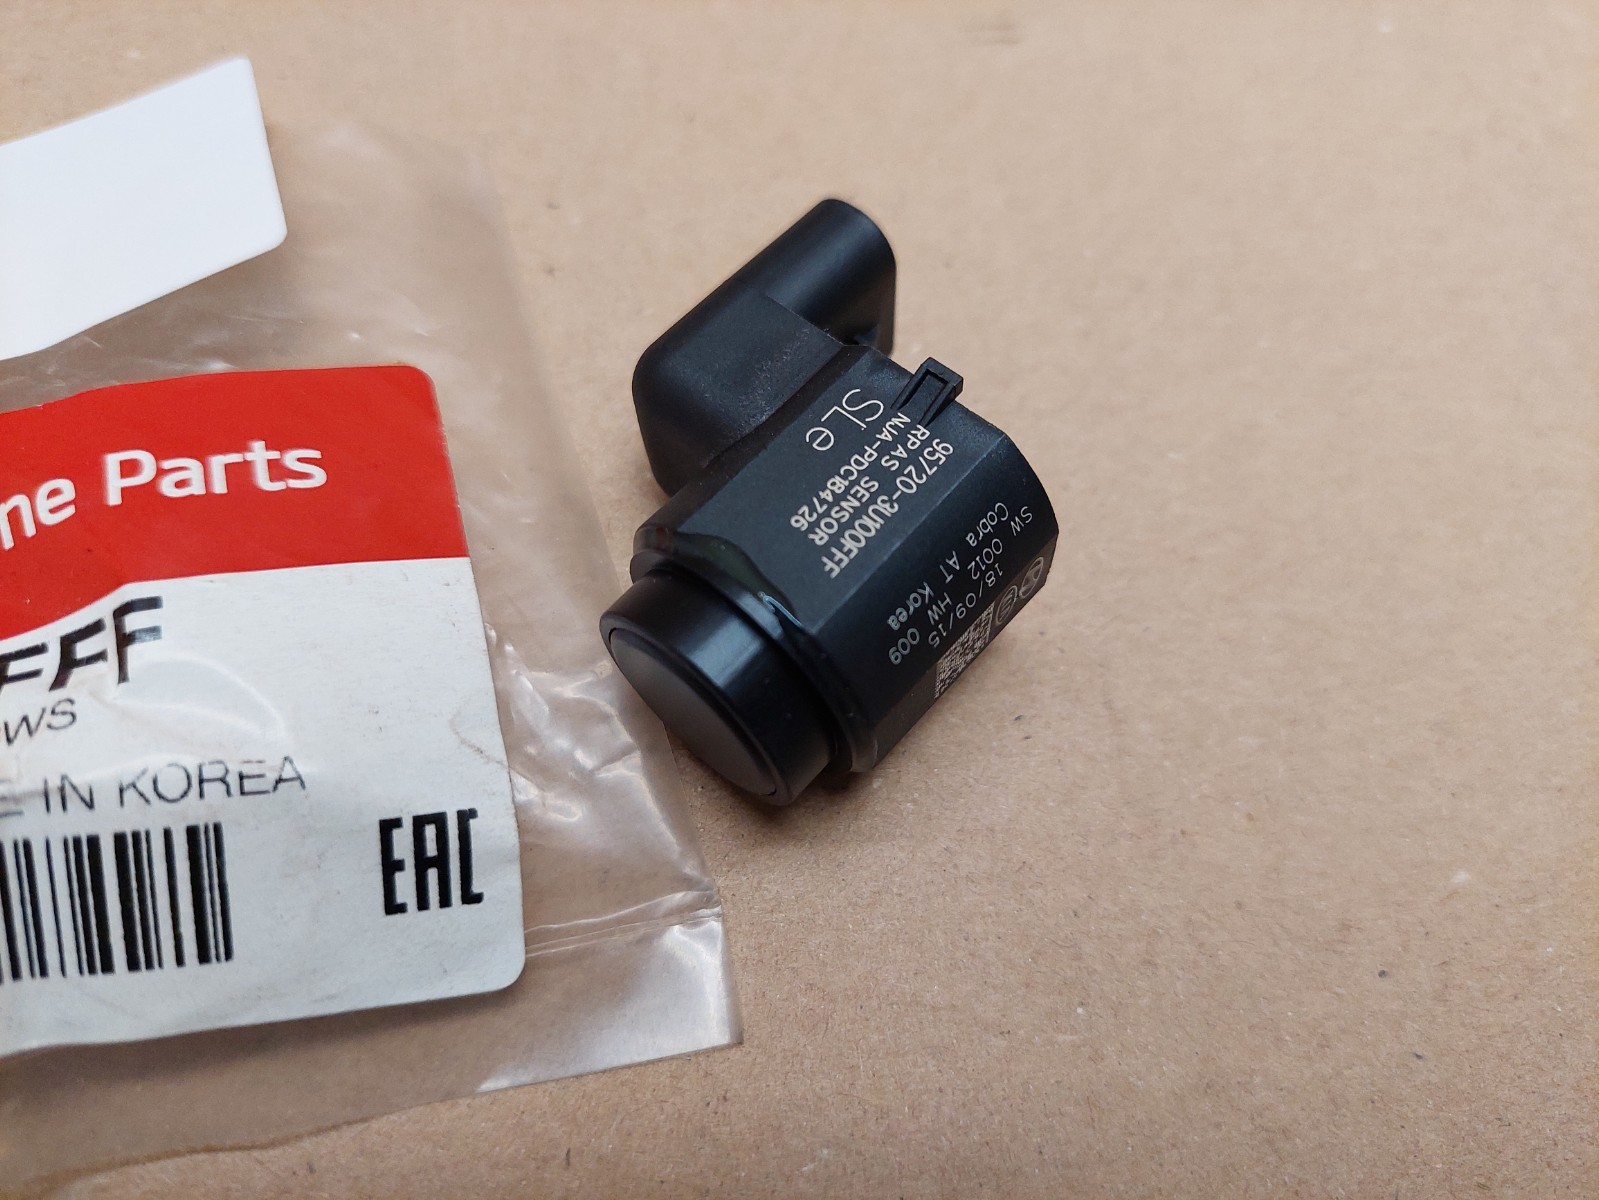 ne Parts
FFF
ws
E IN KOREA
EAC
SLe
95720-3U100FFF
RPAS SENSOR
NJA-PDC184726
18/09/15
SW 0012 HW 009
Cobra AT Korea